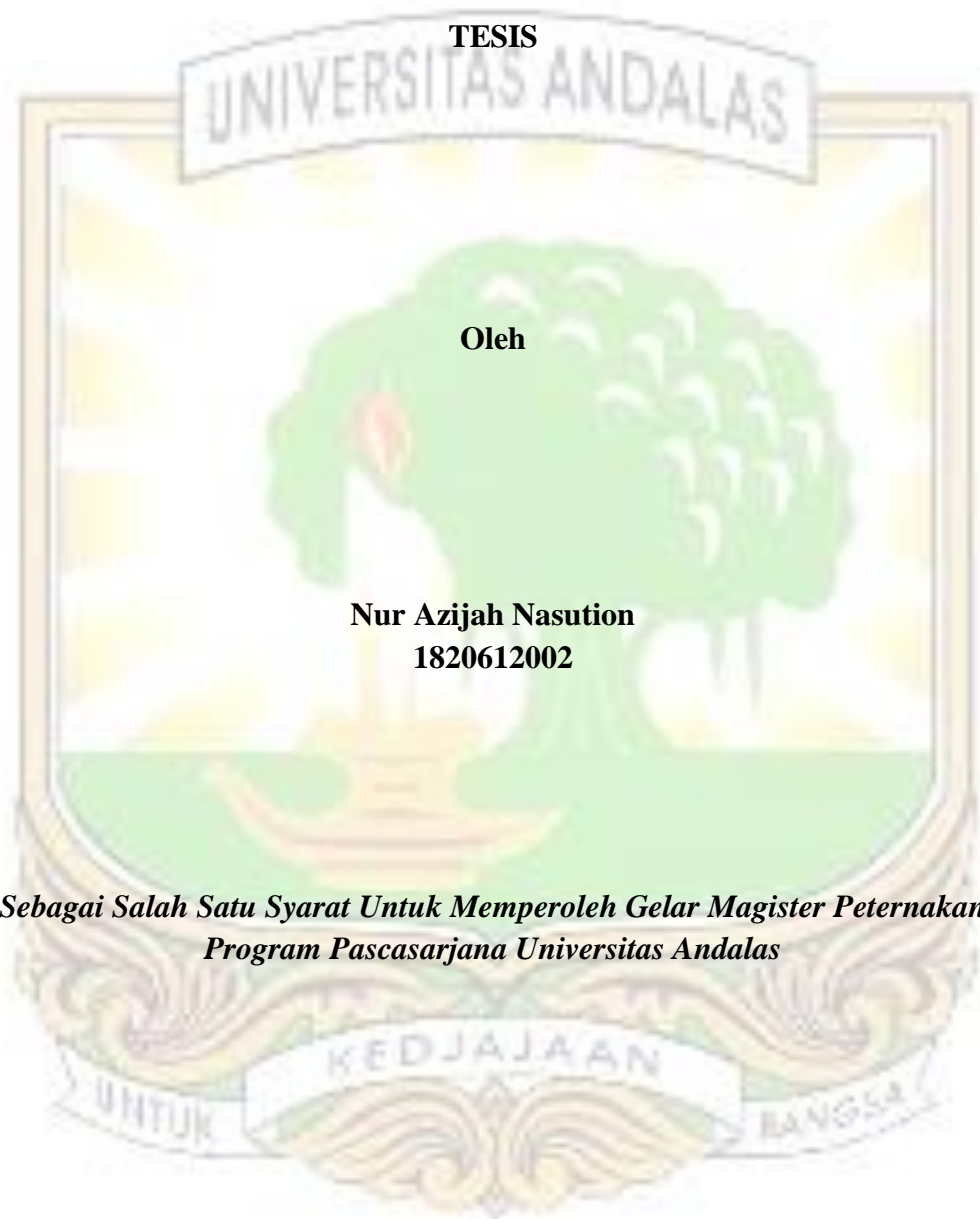 TESIS
UNIVERSITAS ANDALAS
Oleh
Nur Azijah Nasution
1820612002
Sebagai Salah Satu Syarat Untuk Memperoleh Gelar Magister Peternakan
Program Pascasarjana Universitas Andalas
UNTUK KEDJAJAAN BANGSA